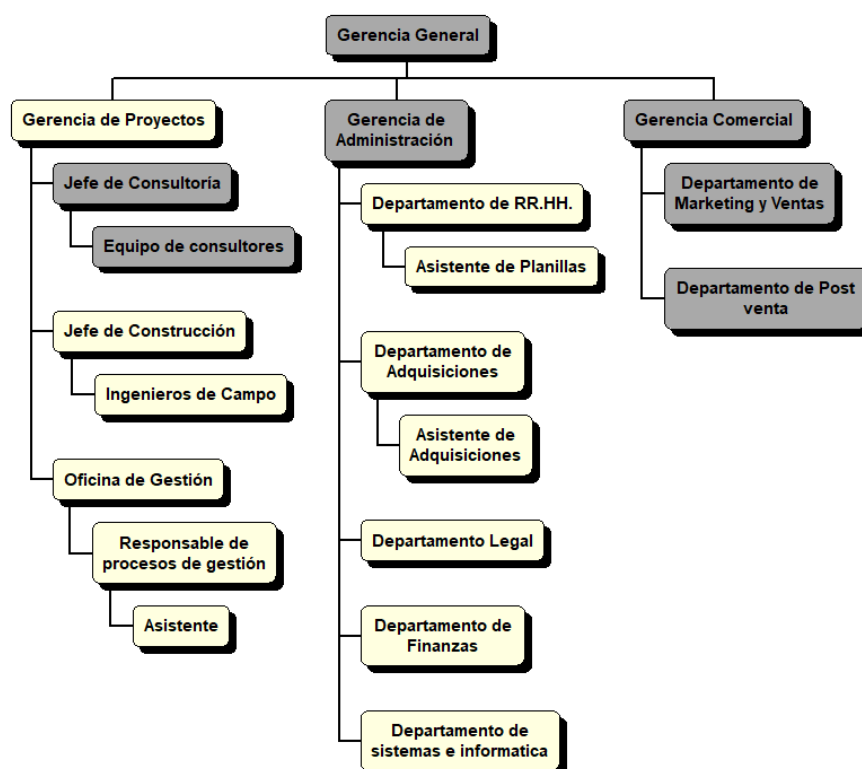 Gerencia General
Gerencia de Proyectos
Jefe de Consultoría
Equipo de consultores
Jefe de Construcción
Ingenieros de Campo
Oficina de Gestión
Responsable de
procesos de gestión
Asistente
Gerencia de
Administración
Departamento de RR.HH.
Asistente de Planillas
Departamento de
Adquisiciones
Asistente de
Adquisiciones
Departamento Legal
Departamento de
Finanzas
Departamento de
sistemas e informatica
Gerencia Comercial
Departamento de
Marketing y Ventas
Departamento de Post
venta